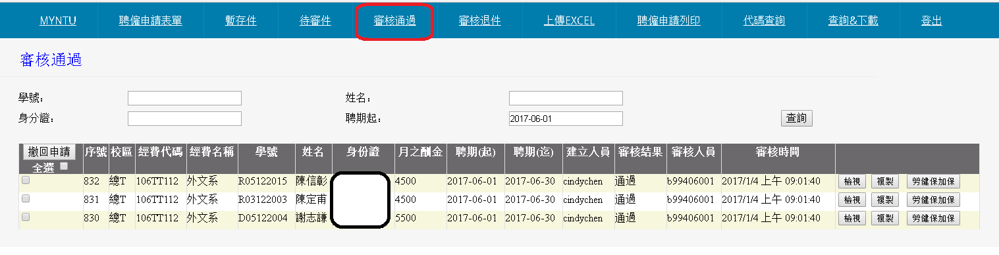 MYNTU 聘僱申請表單 暫存件 待審件 審核通過 審核退件 上傳EXCEL 聘僱申請列印 代碼查詢 查詢&下載 登出
審核通過
學號： 姓名：
身分證： 聘期起： 2017-06-01 查詢
撤回申請 序號 校區 經費代碼 經費名稱 學號 姓名 身份證 月之酬金 聘期(起) 聘期(迄) 建立人員 審核結果 審核人員 審核時間
全選
832 總T 106TT112 外文系 R05122015 陳信彰 4500 2017-06-01 2017-06-30 cindychen 通過 b99406001 2017/1/4 上午 09:01:40 檢視 複製 勞健保加保
831 總T 106TT112 外文系 R03122003 陳定甫 4500 2017-06-01 2017-06-30 cindychen 通過 b99406001 2017/1/4 上午 09:01:40 檢視 複製 勞健保加保
830 總T 106TT112 外文系 D05122004 謝志謙 5500 2017-06-01 2017-06-30 cindychen 通過 b99406001 2017/1/4 上午 09:01:40 檢視 複製 勞健保加保